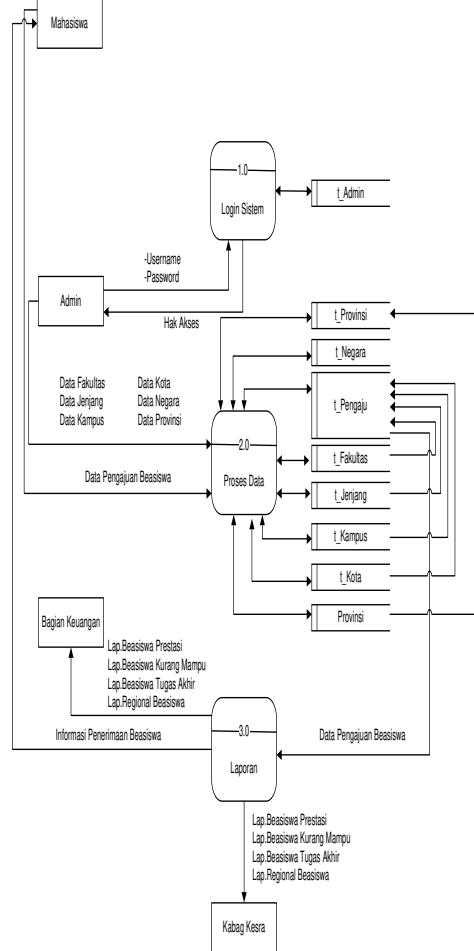 Mahasiswa
1.0
Login Sistem
t_Admin
-Username
-Password
Admin
Hak Akses
t_Provinsi
t_Negara
t_Pengaju
Data Fakultas
Data Kota
Data Jenjang
Data Negara
Data Kampus
Data Provinsi
2.0
Proses Data
t_Fakultas
Data Pengajuan Beasiswa
t_Jenjang
t_Kampus
t_Kota
Provinsi
Bagian Keuangan
Lap.Beasiswa Prestasi
Lap.Beasiswa Kurang Mampu
Lap.Beasiswa Tugas Akhir
Lap.Regional Beasiswa
Informasi Penerimaan Beasiswa
3.0
Laporan
Data Pengajuan Beasiswa
Lap.Beasiswa Prestasi
Lap.Beasiswa Kurang Mampu
Lap.Beasiswa Tugas Akhir
Lap.Regional Beasiswa
Kabag Kesra